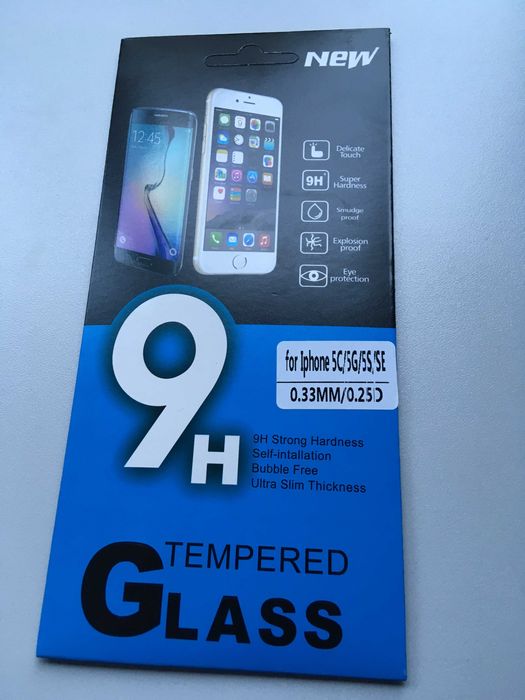 New
12:45
Delicate
Touch
9H
Super
Hardness
Smudge
proof
Explosion
proof
Eye
protection
for Iphone 5C/5G/5S/SE
0.33MM/0.25D
9H
9H Strong Hardness
Self-intallation
Bubble Free
Ultra Slim Thickness
TEMPERED
GLASS